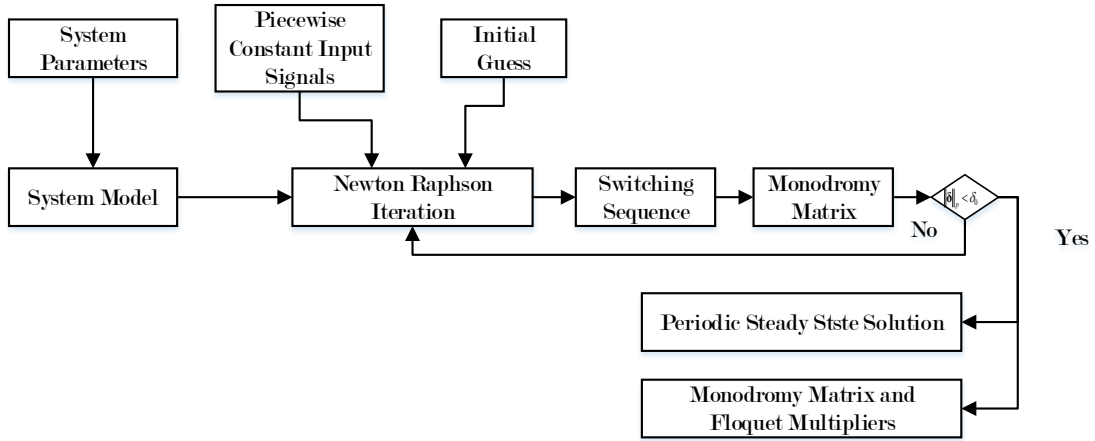 System
Parameters
Piecewise
Constant Input
Signals
Initial
Guess
System Model
Newton Raphson
Iteration
Switching
Sequence
Monodromy
Matrix
‖δ‖ₚ < δ₀
No
Yes
Periodic Steady Stste Solution
Monodromy Matrix and
Floquet Multipliers